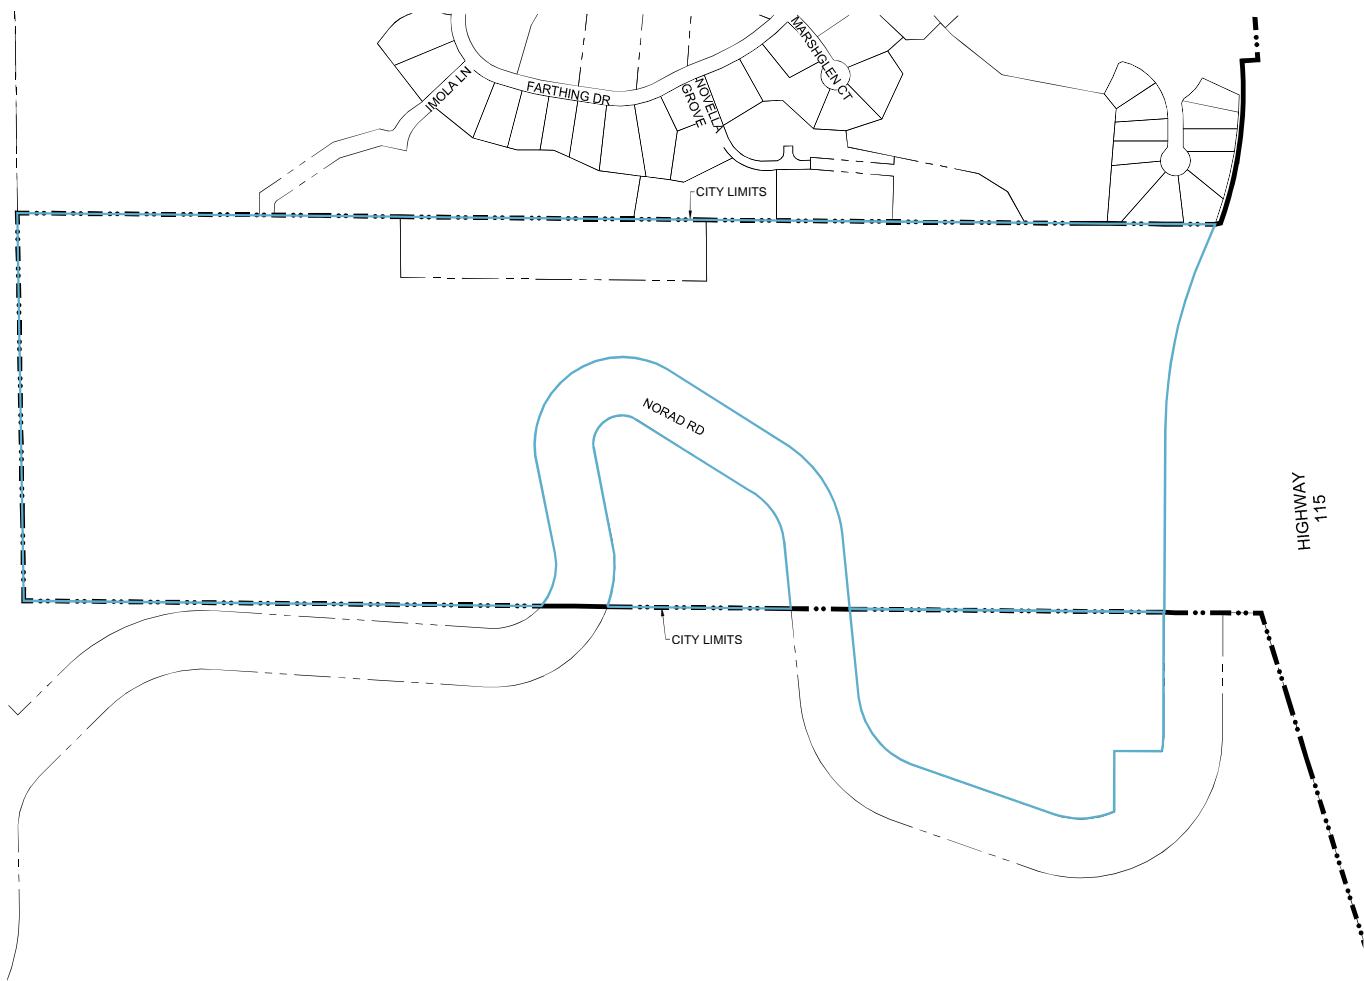 MARSHGLEN CT
IMOLA LN
FARTHING DR
NOVELLA
GROVE
CITY LIMITS
NORAD RD
HIGHWAY
115
CITY LIMITS